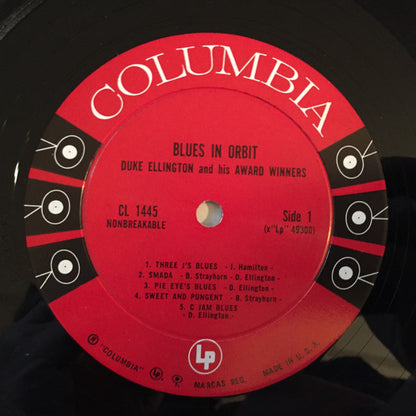 COLUMBIA
BLUES IN ORBIT
DUKE ELLINGTON and his AWARD WINNERS
CL 1445
NONBREAKABLE
Side 1
(x"Lp" 49300)
1. THREE J'S BLUES - J. Hamilton -
2. SMADA - B. Strayhorn - D. Ellington -
3. PIE EYE'S BLUES - D. Ellington -
4. SWEET AND PUNGENT - B. Strayhorn -
5. C JAM BLUES
- D. Ellington -
® "COLUMBIA"
Lp
MARCAS REG.
MADE IN U.S.A.